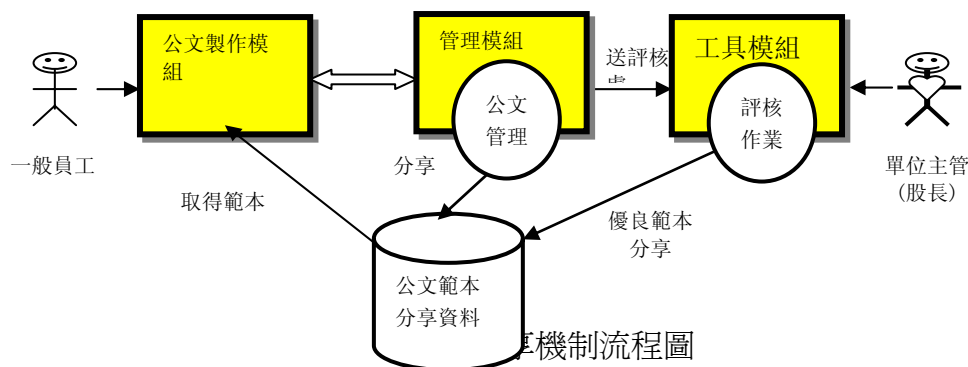 公文製作模
組
管理模組
工具模組
送評核
公文
管理
評核
作業
一般員工
分享
單位主管
(股長)
取得範本
優良範本
分享
公文範本
分享資料
享機制流程圖